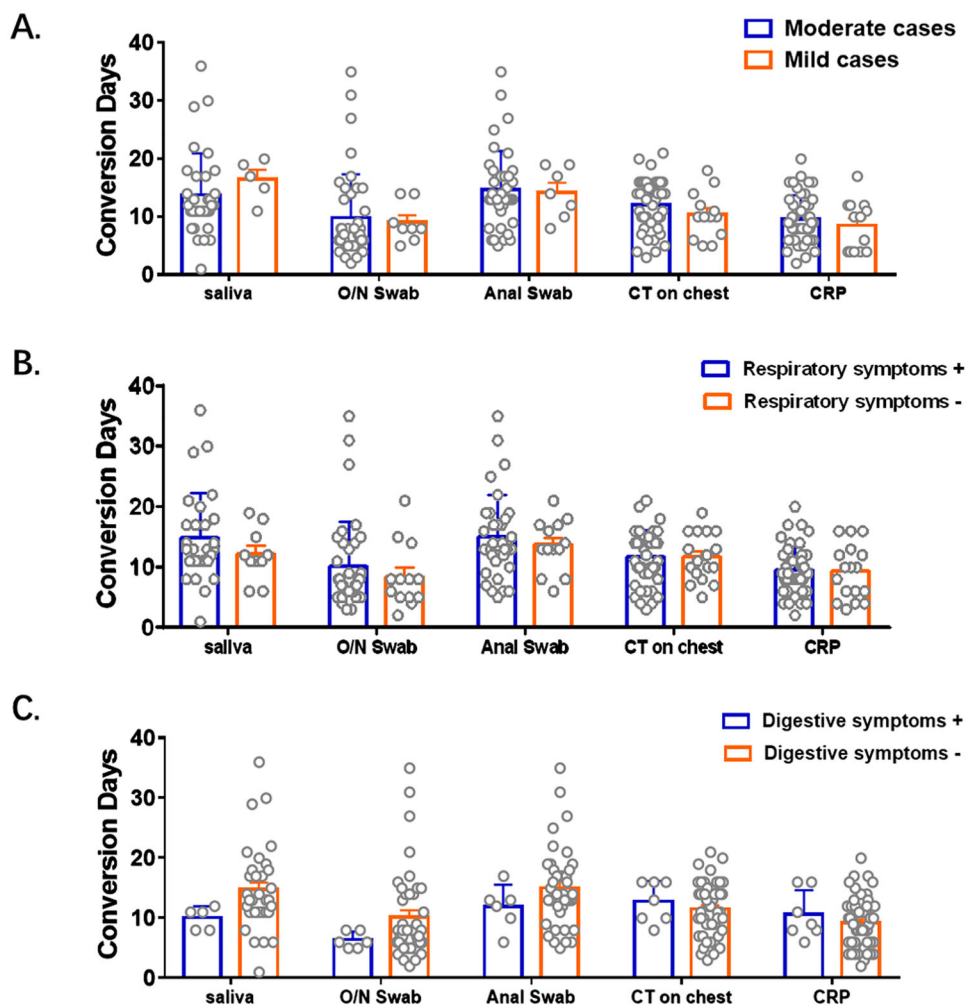 A.
Moderate cases
Mild cases
Conversion Days
40
30
20
10
0
saliva O/N Swab Anal Swab CT on chest CRP
B.
Respiratory symptoms +
Respiratory symptoms -
Conversion Days
40
30
20
10
0
saliva O/N Swab Anal Swab CT on chest CRP
C.
Digestive symptoms +
Digestive symptoms -
Conversion Days
40
30
20
10
0
saliva O/N Swab Anal Swab CT on chest CRP